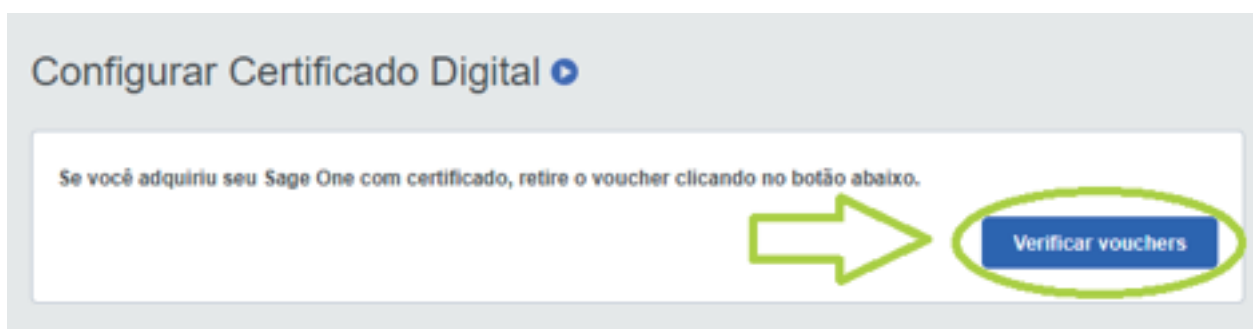 Configurar Certificado Digital
Se você adquiriu seu Sage One com certificado, retire o voucher clicando no botão abaixo.
Verificar vouchers